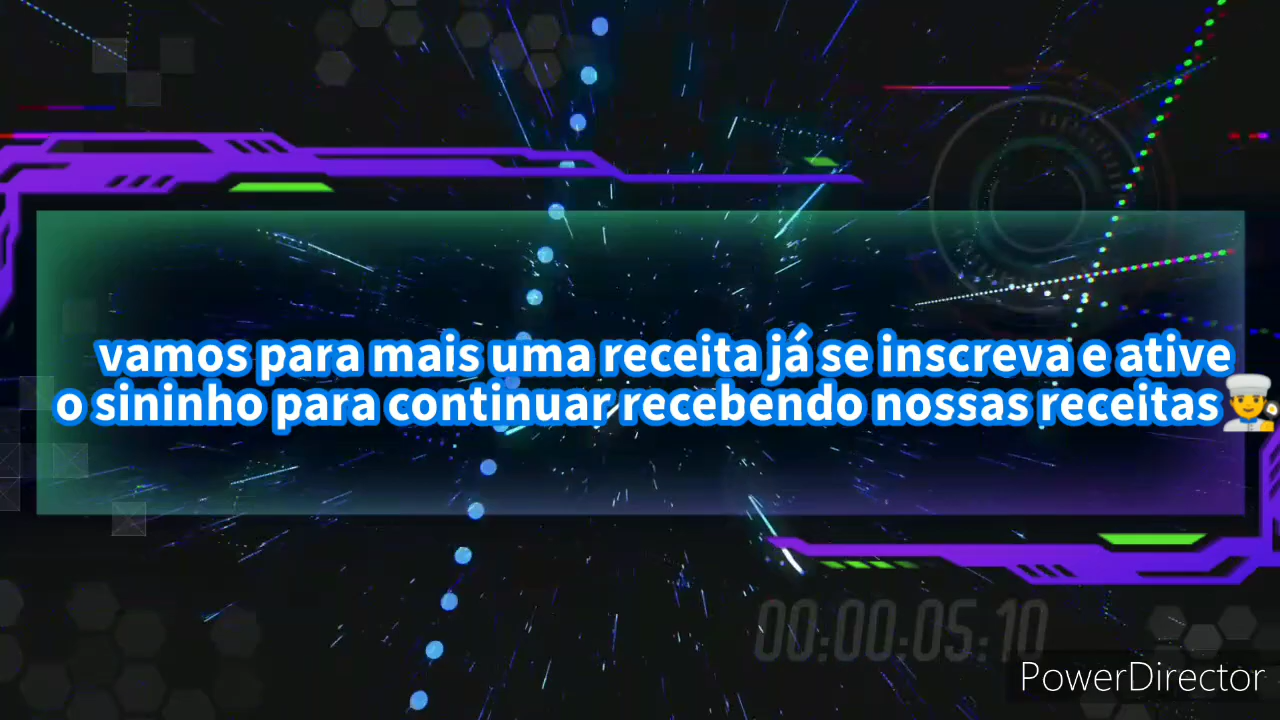 vamos para mais uma receita já se inscreva e ative
o sininho para continuar recebendo nossas receitas👨‍🍳
00:00:05:10
PowerDirector